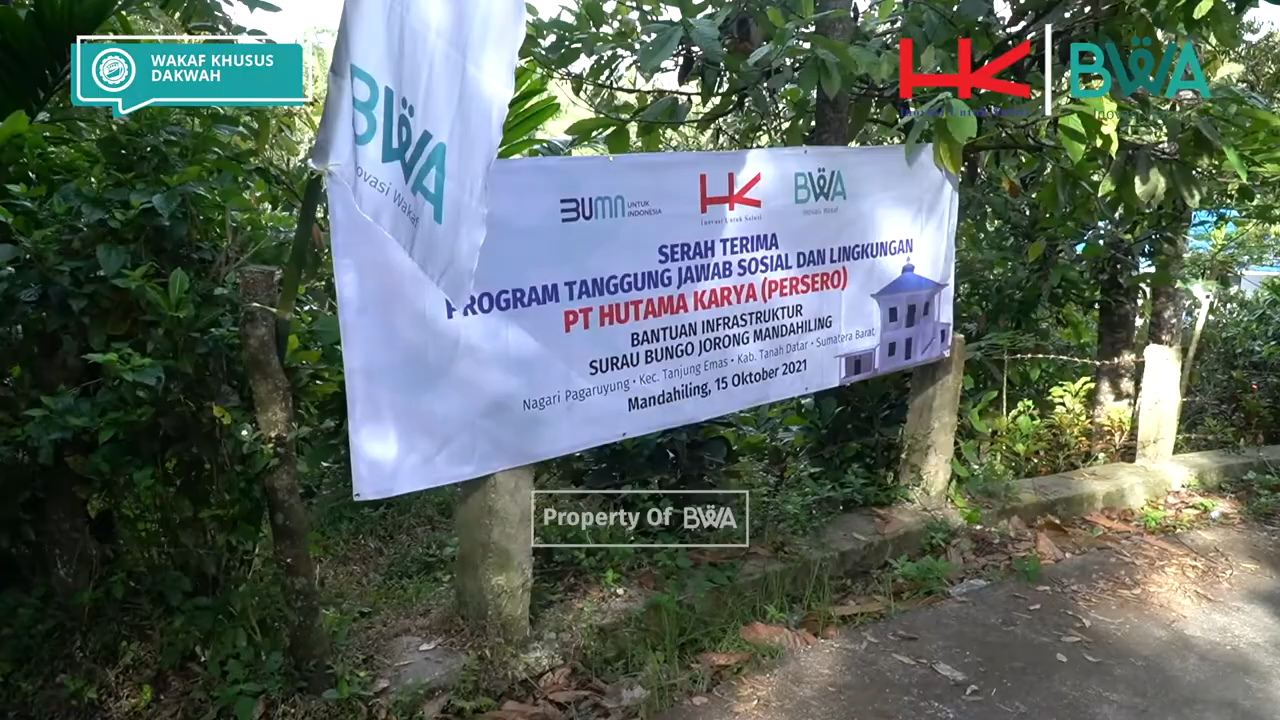 WAKAF KHUSUS
DAKWAH
HK
BWA
BWA
ovasi Wakaf
BUMN UNTUK INDONESIA
HK
Inovasi Untuk Solusi
BWA
Inovasi Wakaf
SERAH TERIMA
PROGRAM TANGGUNG JAWAB SOSIAL DAN LINGKUNGAN
PT HUTAMA KARYA (PERSERO)
BANTUAN INFRASTRUKTUR
SURAU BUNGO JORONG MANDAHILING
Nagari Pagaruyung • Kec. Tanjung Emas • Kab. Tanah Datar • Sumatera Barat
Mandahiling, 15 Oktober 2021
Property Of BWA